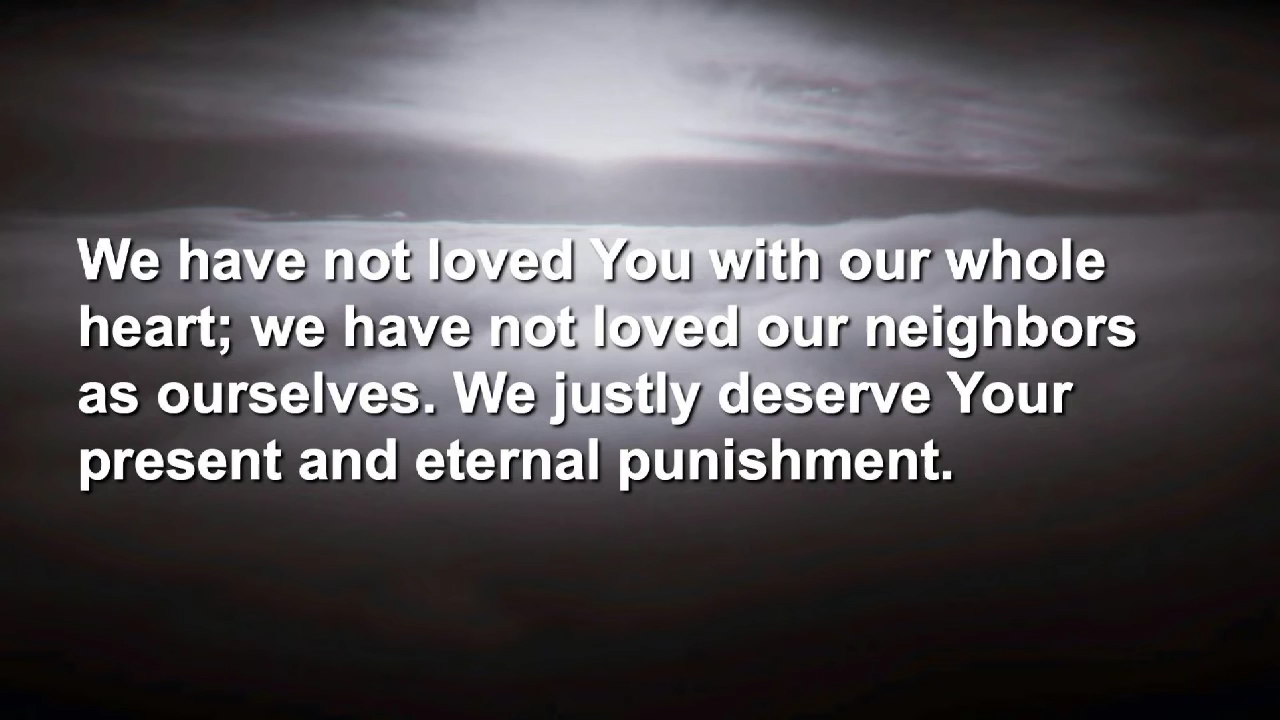 We have not loved You with our whole
heart; we have not loved our neighbors
as ourselves. We justly deserve Your
present and eternal punishment.